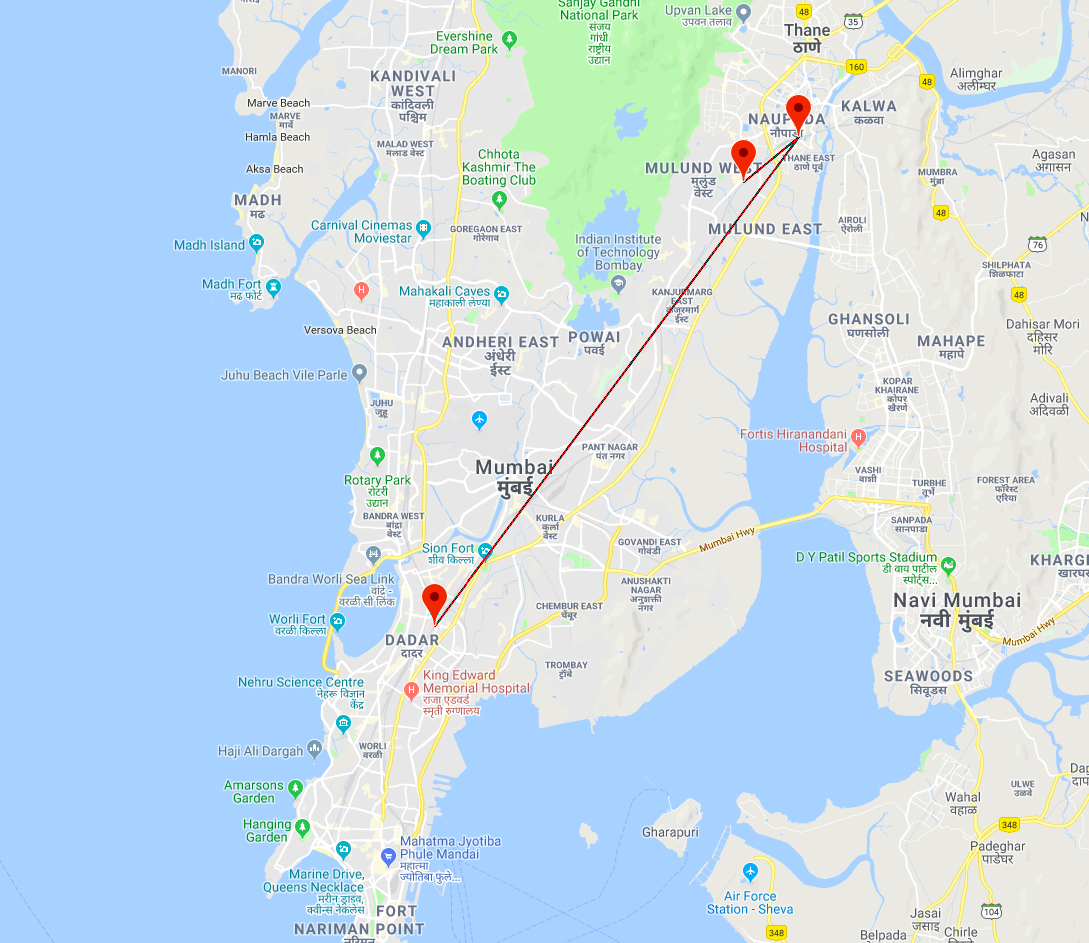 Sanjay Gandhi
National Park
संजय
गांधी
राष्ट्रीय
उद्यान
Upvan Lake
उपवन तलाव
48
35
Thane
ठाणे
Evershine
Dream Park
160
MANORI
KANDIVALI
WEST
कांदिवली
पश्चिम
48
Alimghar
अलीमघर
Marve Beach
MARVE
मार्वे
Hamla Beach
NAUPADA
नौपाडा
KALWA
कळवा
MALAD WEST
मलाड वेस्ट
Chhota
Kashmir The
Boating Club
Aksa Beach
MULUND WEST
मुलुंड
वेस्ट
THANE EAST
ठाणे पूर्व
Agasan
अगासन
MUMBRA
मुंब्रा
MADH
मढ
48
Carnival Cinemas
Moviestar
GOREGAON EAST
गोरेगाव
MULUND EAST
AIROLI
ऐरोली
Madh Island
Indian Institute
of Technology
Bombay
76
SHILPHATA
शिळफाटा
Madh Fort
मढ फोर्ट
H
Mahakali Caves
महाकाली लेण्या
KANJURMARG
EAST
कांजुरमार्ग
ईस्ट
48
Versova Beach
ANDHERI EAST
अंधेरी
ईस्ट
POWAI
पवई
GHANSOLI
घणसोली
MAHAPE
महापे
Dahisar Mori
दहिसर
मोरि
Juhu Beach Vile Parle
JUHU
जुहू
KOPAR
KHAIRANE
कोपर
खैरणे
Adivali
अदिवली
Rotary Park
रोटरी
उद्यान
Mumbai
मुंबई
PANT NAGAR
पंत नगर
Fortis Hiranandani
Hospital
H
VASHI
वाशी
TURBHE
तुर्भे
FOREST AREA
फॉरेस्ट
एरिया
BANDRA WEST
बांद्रा
वेस्ट
KURLA
कुर्ला
वेस्ट
SANPADA
सानपाडा
Sion Fort
शीव किल्ला
GOVANDI EAST
गोवंडी
Mumbai Hwy
D Y Patil Sports Stadium
डी वाय पाटील
स्पोर्ट्स...
KHARG
खारघ
Bandra Worli Sea Link
वांद्रे -
वरळी सी लिंक
ANUSHAKTI
NAGAR
अनुशक्ती
नगर
Worli Fort
वरळी किल्ला
CHEMBUR EAST
चेंबूर
Navi Mumbai
नवी मुंबई
Mumbai Hwy
DADAR
दादर
TROMBAY
ट्रॉंबे
Nehru Science Centre
नेहरू विज्ञान
केंद्र
H
King Edward
Memorial Hospital
राजा एडवर्ड
स्मृती रुग्णालय
SEAWOODS
सिवूडस
Haji Ali Dargah
WORLI
वरळी
Amarsons
Garden
Hanging
Garden
Gharapuri
Wahal
वहाळ
ULWE
उळवे
348
Padeghar
पाडेघर
Mahatma Jyotiba
Phule Mandai
महात्मा
ज्योतिबा फुले...
Marine Drive,
Queens Necklace
मरीन ड्राइव,
क्वीन्स नेकलेस
Air Force
Station - Sheva
FORT
NARIMAN POINT
Jasai
जसाई
104
348
Belpada
Chirle